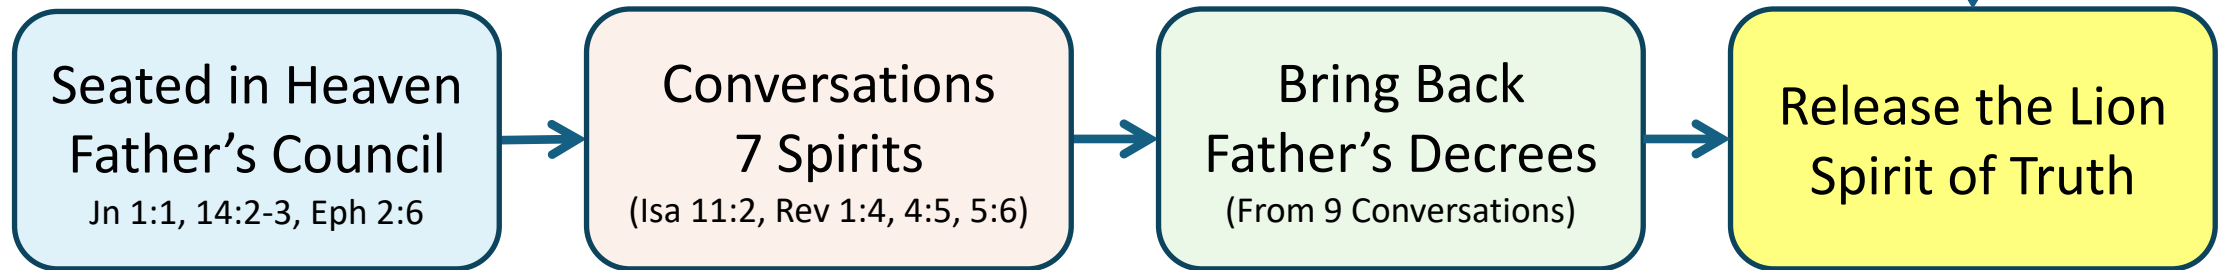 Seated in Heaven
Father’s Council
Jn 1:1, 14:2-3, Eph 2:6
Conversations
7 Spirits
(Isa 11:2, Rev 1:4, 4:5, 5:6)
Bring Back
Father’s Decrees
(From 9 Conversations)
Release the Lion
Spirit of Truth